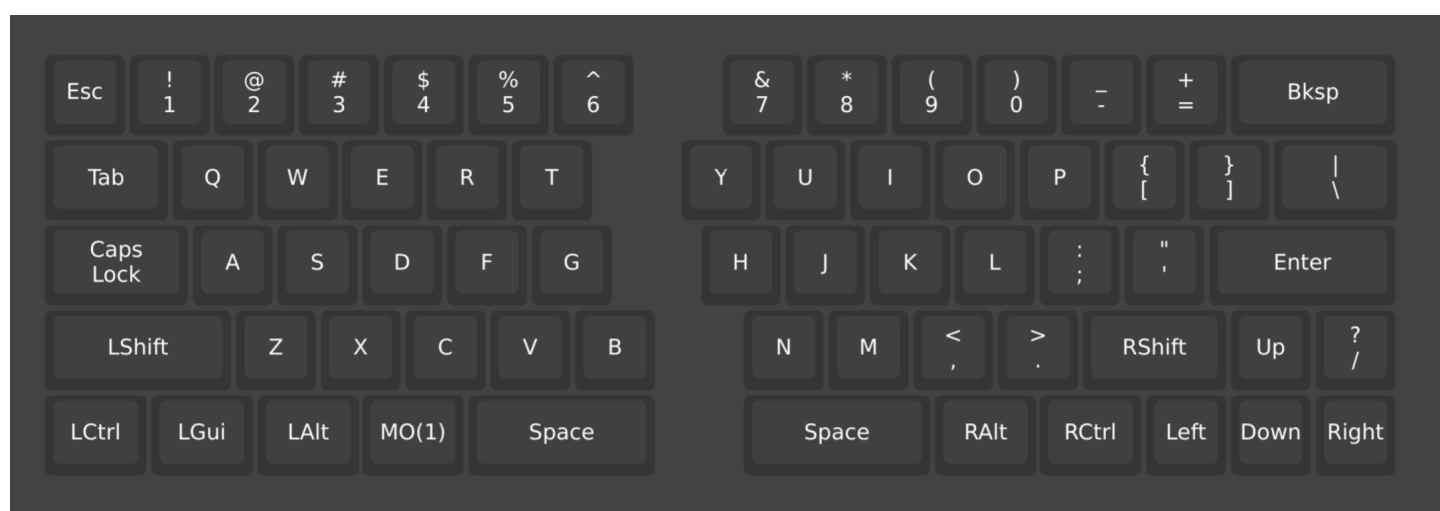 Esc ! @ # $ % ^ & * ( ) _ + Bksp
1 2 3 4 5 6 7 8 9 0 - =
Tab Q W E R T Y U I O P { } |
[ ] \
Caps A S D F G H J K L : " Enter
Lock ; '
LShift Z X C V B N M < > RShift Up ?
, . /
LCtrl LGui LAlt MO(1) Space Space RAlt RCtrl Left Down Right